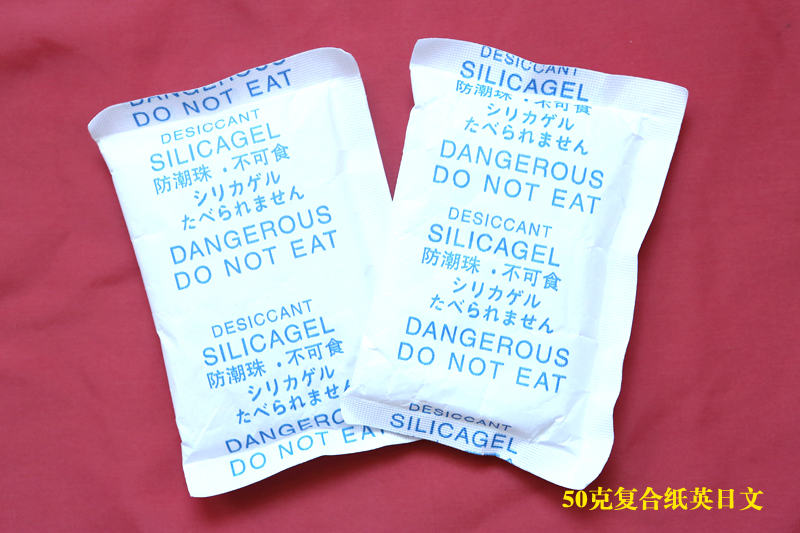 DANGEROUS
DO NOT EAT
DESICCANT
SILICAGEL
防潮珠.不可食
シリカゲル
たべられません
DANGEROUS
DO NOT EAT
DESICCANT
SILICAGEL
防潮珠.不可食
シリカゲル
たべられません
DANGEROUS
DO NOT EAT
DESICCANT
SILICAGEL
防潮珠.不可食
シリカゲル
たべられません
DANGEROUS
DO NOT EAT
DESICCANT
SILICAGEL
防潮珠.不可食
シリカゲル
たべられません
DANGEROUS
DO NOT EAT
DESICCANT
SILICAGEL
50克复合纸英日文